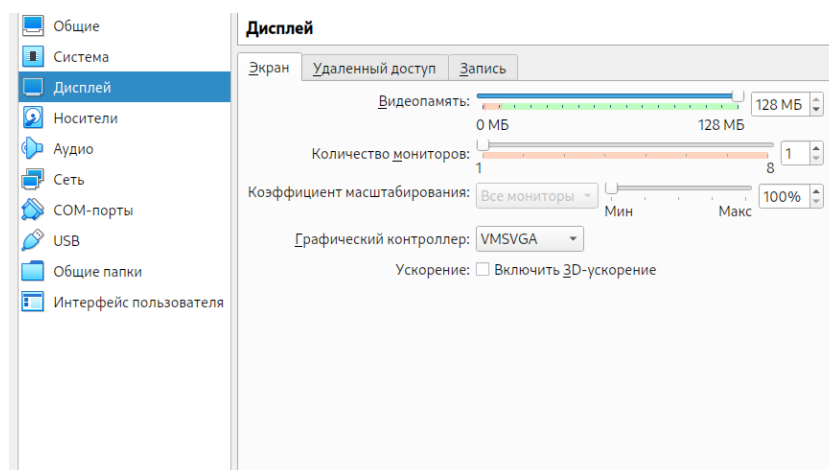 Общие
Система
Дисплей
Носители
Аудио
Сеть
COM-порты
USB
Общие папки
Интерфейс пользователя
Дисплей
Экран Удаленный доступ Запись
Видеопамять: 128 МБ
0 МБ 128 МБ
Количество мониторов: 1
1 8
Коэффициент масштабирования: Все мониторы 100%
Мин Макс
Графический контроллер: VMSVGA
Ускорение: Включить 3D-ускорение